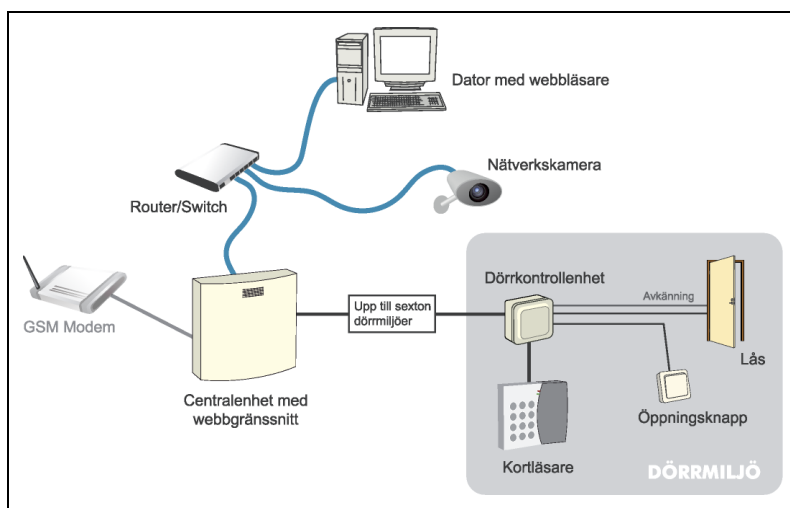 Dator med webbläsare
Nätverkskamera
Router/Switch
GSM Modem
Centralenhet med
webbgränssnitt
Upp till sexton
dörrmiljöer
Dörrkontrollenhet
Avkänning
Lås
Öppningsknapp
Kortläsare
DÖRRMILJÖ